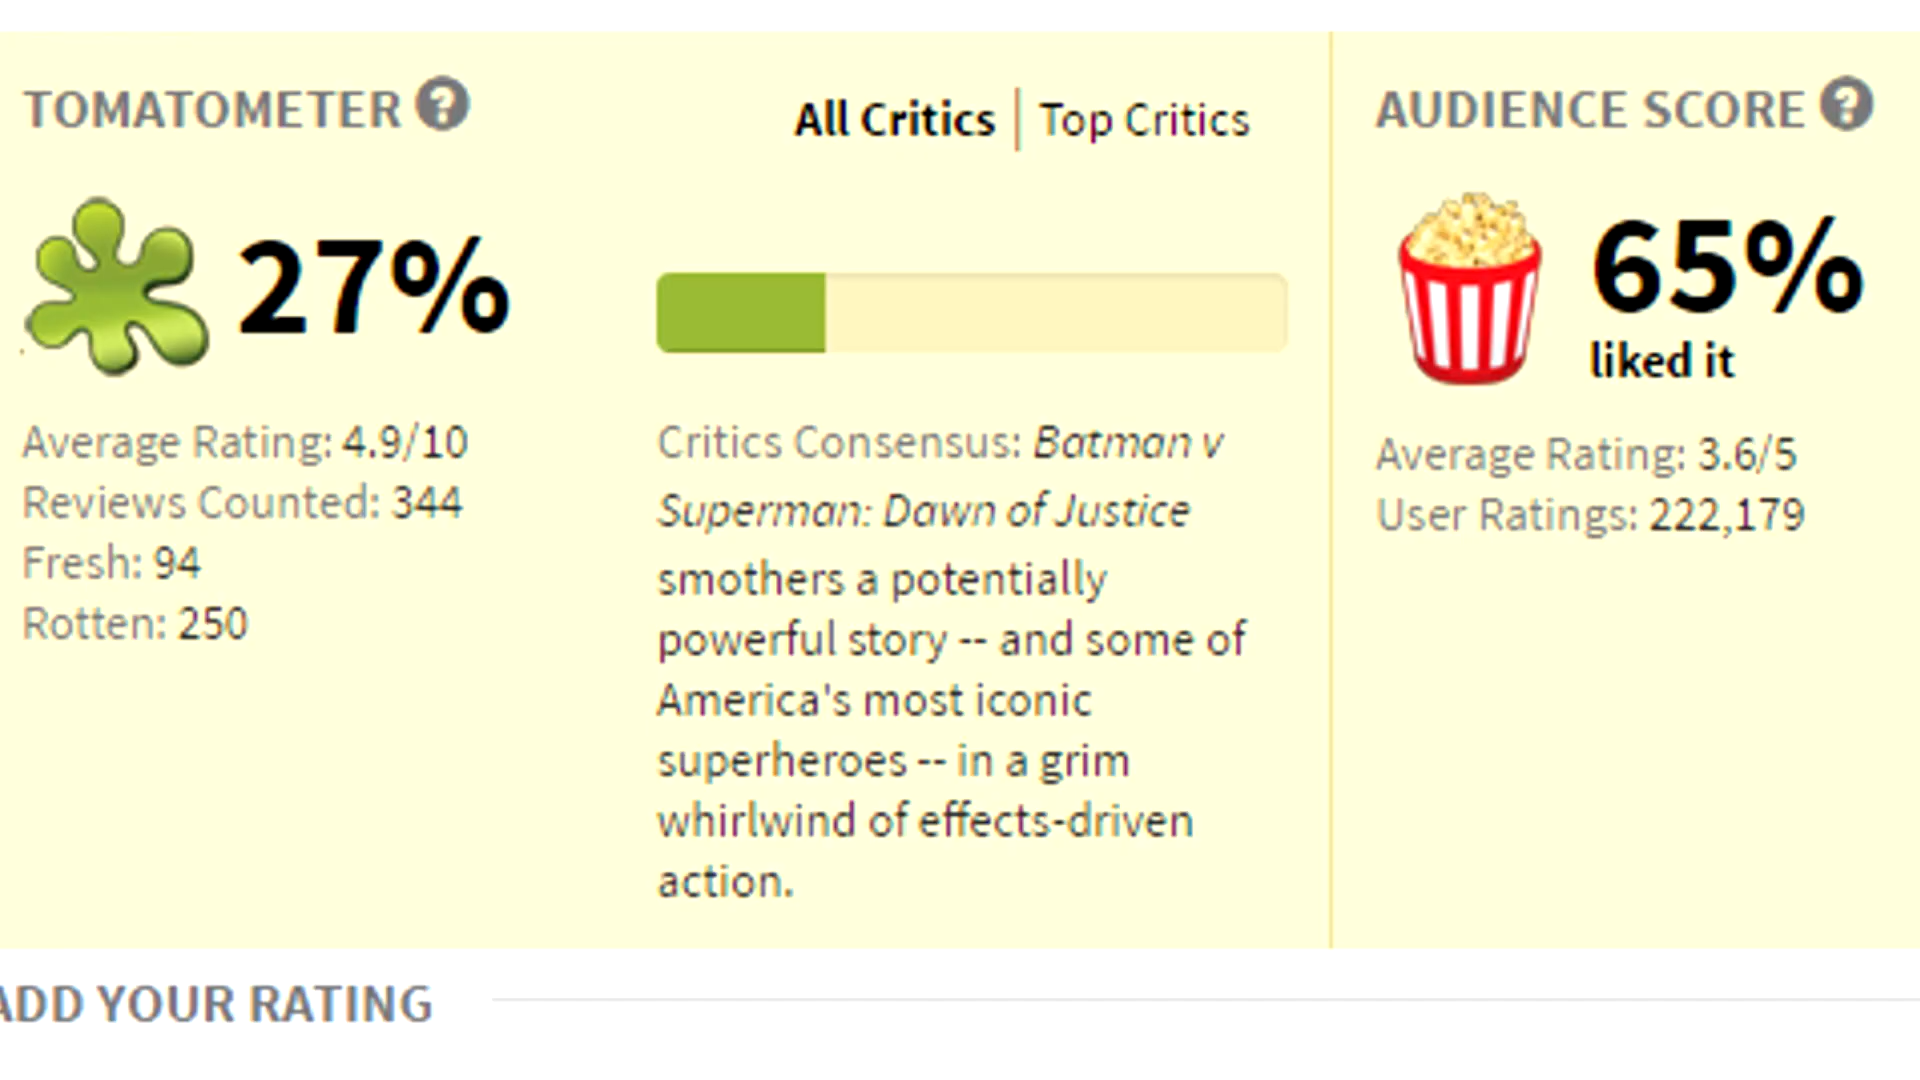 TOMATOMETER ?
All Critics | Top Critics
27%
Average Rating: 4.9/10
Reviews Counted: 344
Fresh: 94
Rotten: 250
Critics Consensus: Batman v
Superman: Dawn of Justice
smothers a potentially
powerful story -- and some of
America's most iconic
superheroes -- in a grim
whirlwind of effects-driven
action.
AUDIENCE SCORE ?
65%
liked it
Average Rating: 3.6/5
User Ratings: 222,179
ADD YOUR RATING